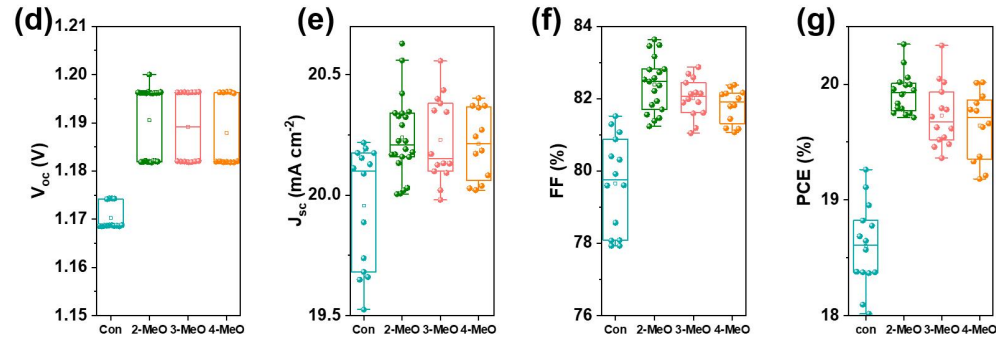 (d)
V_oc (V)
1.21
1.20
1.19
1.18
1.17
1.16
1.15
Con 2-MeO 3-MeO 4-MeO
(e)
J_sc (mA cm^-2)
20.5
20.0
19.5
con 2-MeO 3-MeO 4-MeO
(f)
FF (%)
84
82
80
78
76
Con 2-MeO 3-MeO 4-MeO
(g)
PCE (%)
20
19
18
con 2-MeO 3-MeO 4-MeO